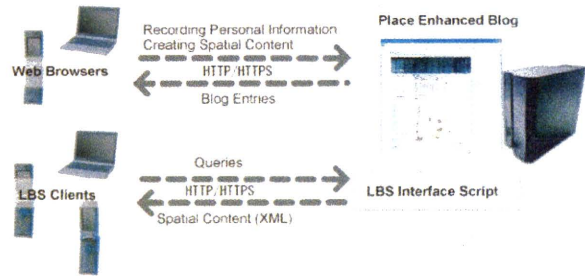 Recording Personal Information
Creating Spatial Content
Place Enhanced Blog
Web Browsers
HTTP/HTTPS
Blog Entries
Queries
LBS Clients
HTTP/HTTPS
LBS Interface Script
Spatial Content (XML)